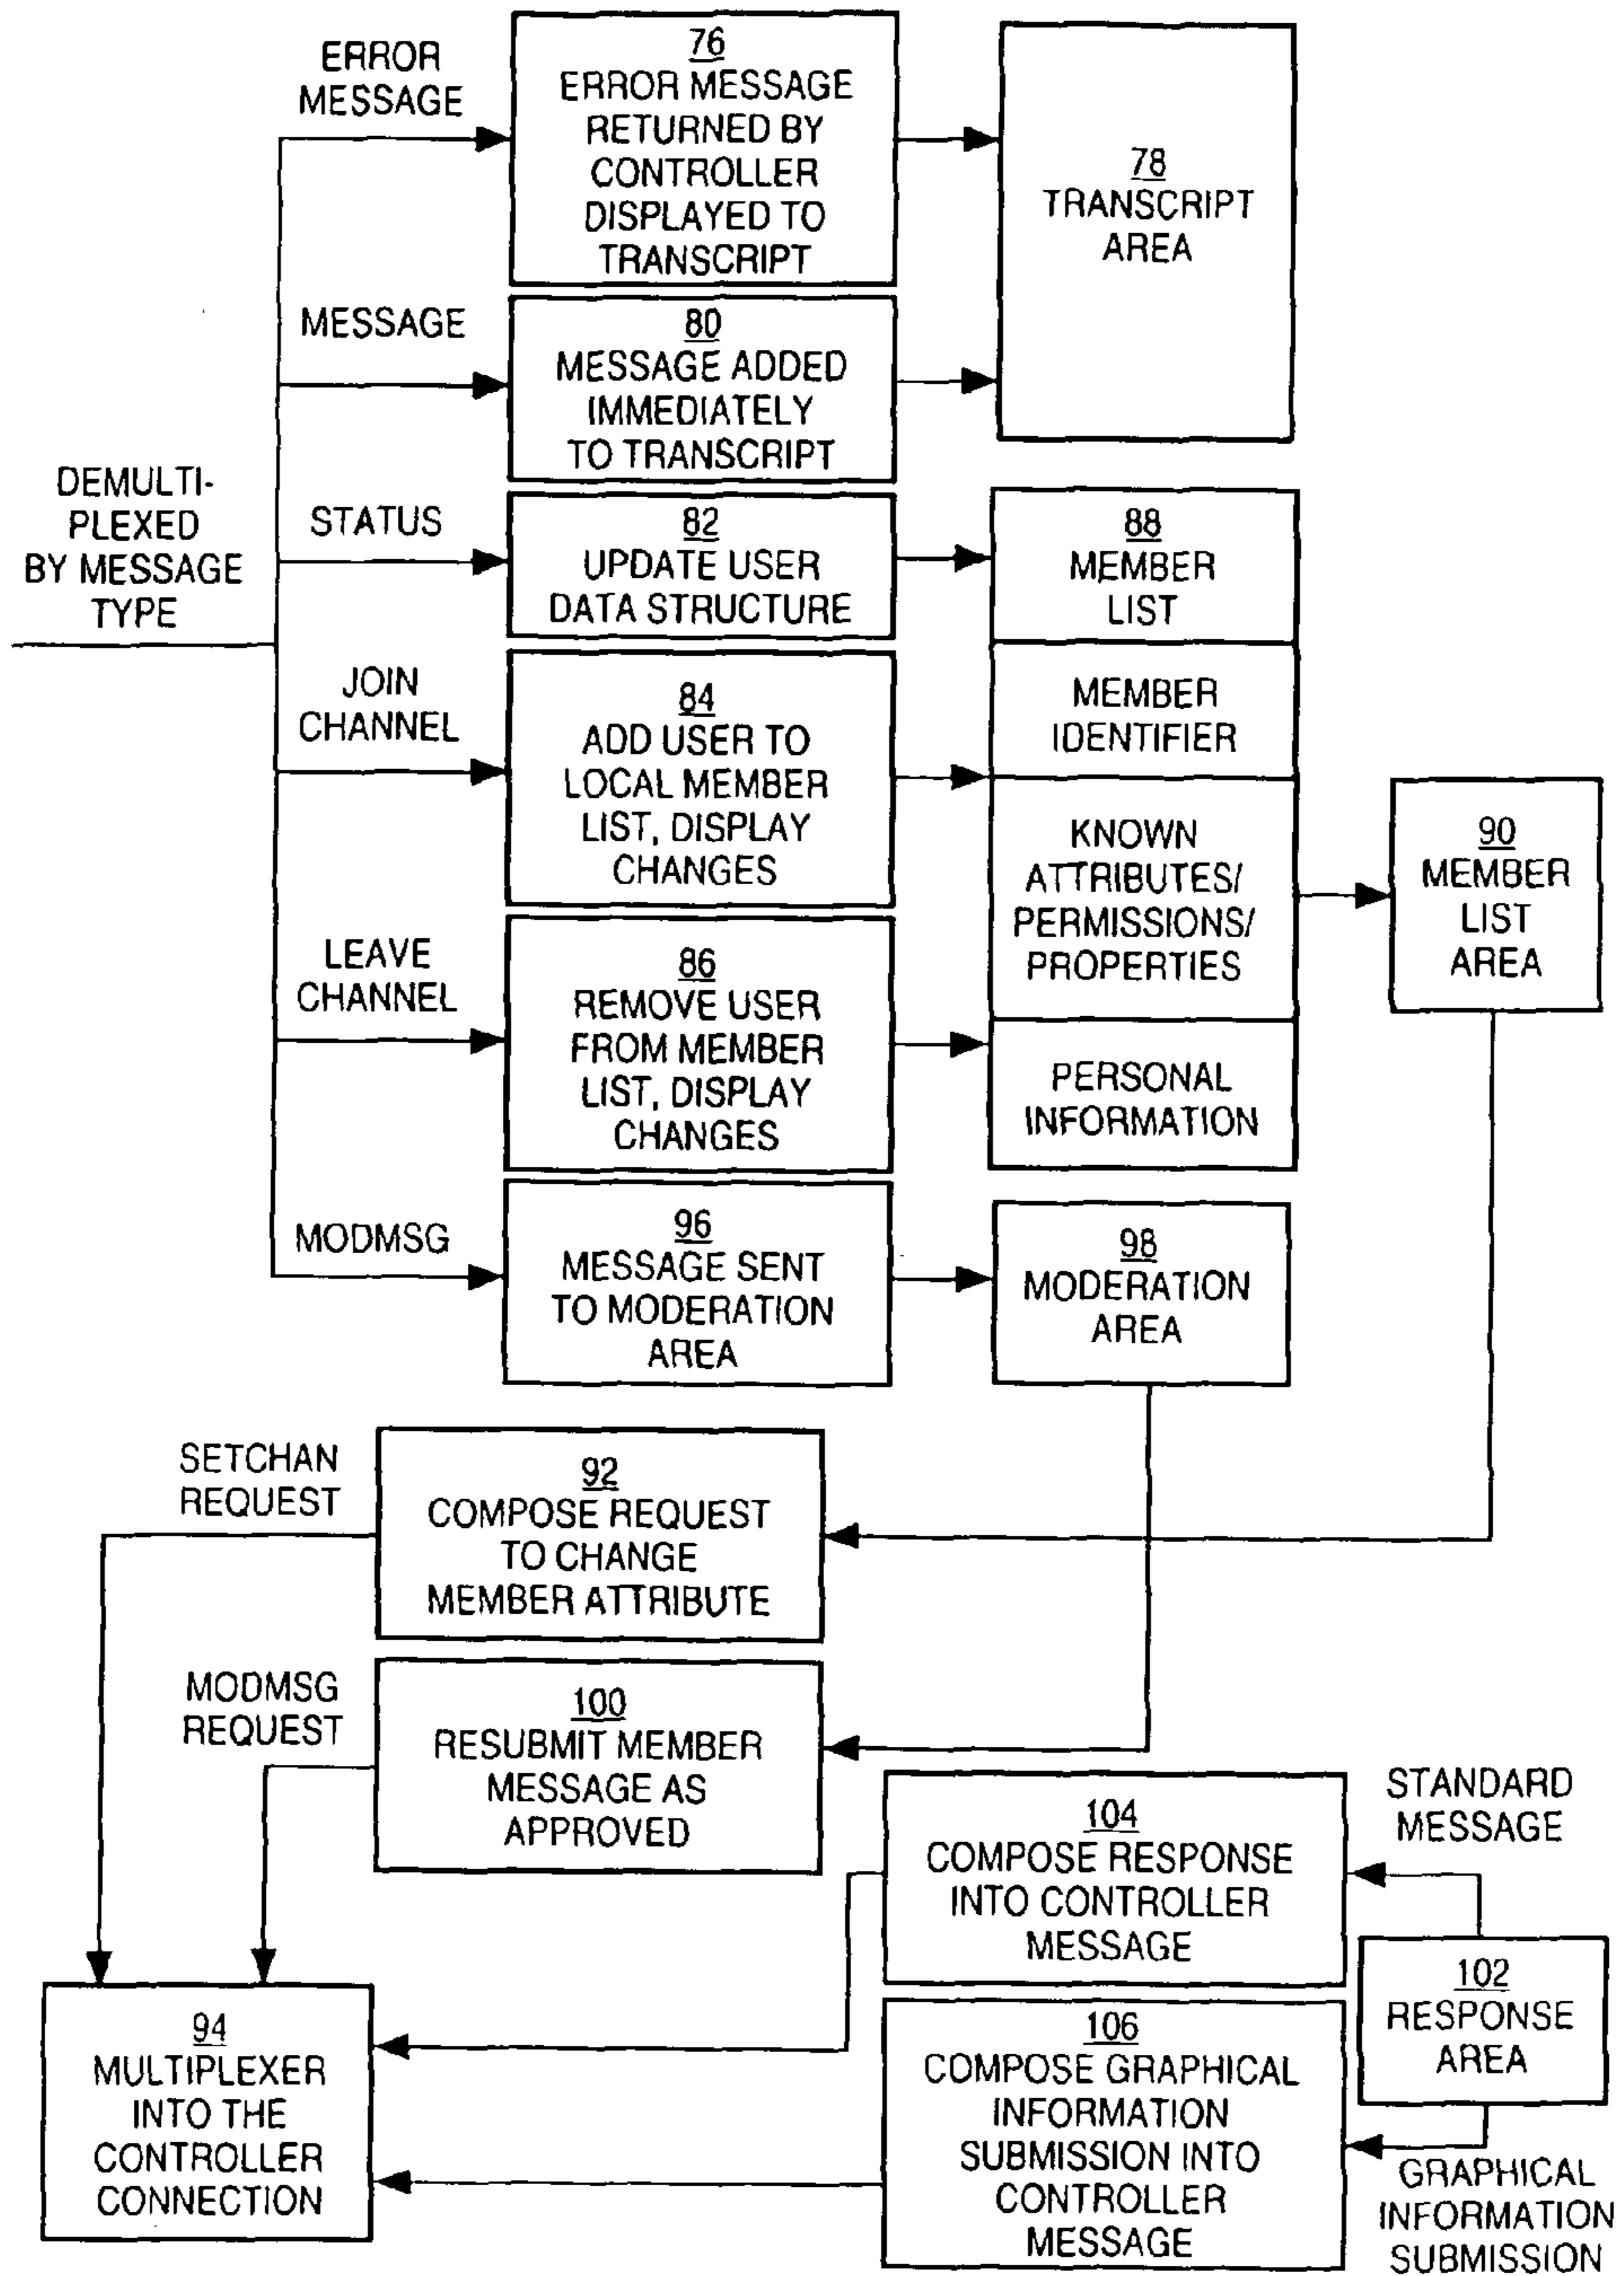 ERROR
MESSAGE
76
ERROR MESSAGE
RETURNED BY
CONTROLLER
DISPLAYED TO
TRANSCRIPT
78
TRANSCRIPT
AREA
MESSAGE
80
MESSAGE ADDED
IMMEDIATELY
TO TRANSCRIPT
DEMULTI-
PLEXED
BY MESSAGE
TYPE
STATUS
82
UPDATE USER
DATA STRUCTURE
88
MEMBER
LIST
JOIN
CHANNEL
84
ADD USER TO
LOCAL MEMBER
LIST, DISPLAY
CHANGES
MEMBER
IDENTIFIER
KNOWN
ATTRIBUTES/
PERMISSIONS/
PROPERTIES
90
MEMBER
LIST
AREA
LEAVE
CHANNEL
86
REMOVE USER
FROM MEMBER
LIST, DISPLAY
CHANGES
PERSONAL
INFORMATION
MODMSG
96
MESSAGE SENT
TO MODERATION
AREA
98
MODERATION
AREA
SETCHAN
REQUEST
92
COMPOSE REQUEST
TO CHANGE
MEMBER ATTRIBUTE
MODMSG
REQUEST
100
RESUBMIT MEMBER
MESSAGE AS
APPROVED
104
COMPOSE RESPONSE
INTO CONTROLLER
MESSAGE
STANDARD
MESSAGE
102
RESPONSE
AREA
94
MULTIPLEXER
INTO THE
CONTROLLER
CONNECTION
106
COMPOSE GRAPHICAL
INFORMATION
SUBMISSION INTO
CONTROLLER
MESSAGE
GRAPHICAL
INFORMATION
SUBMISSION